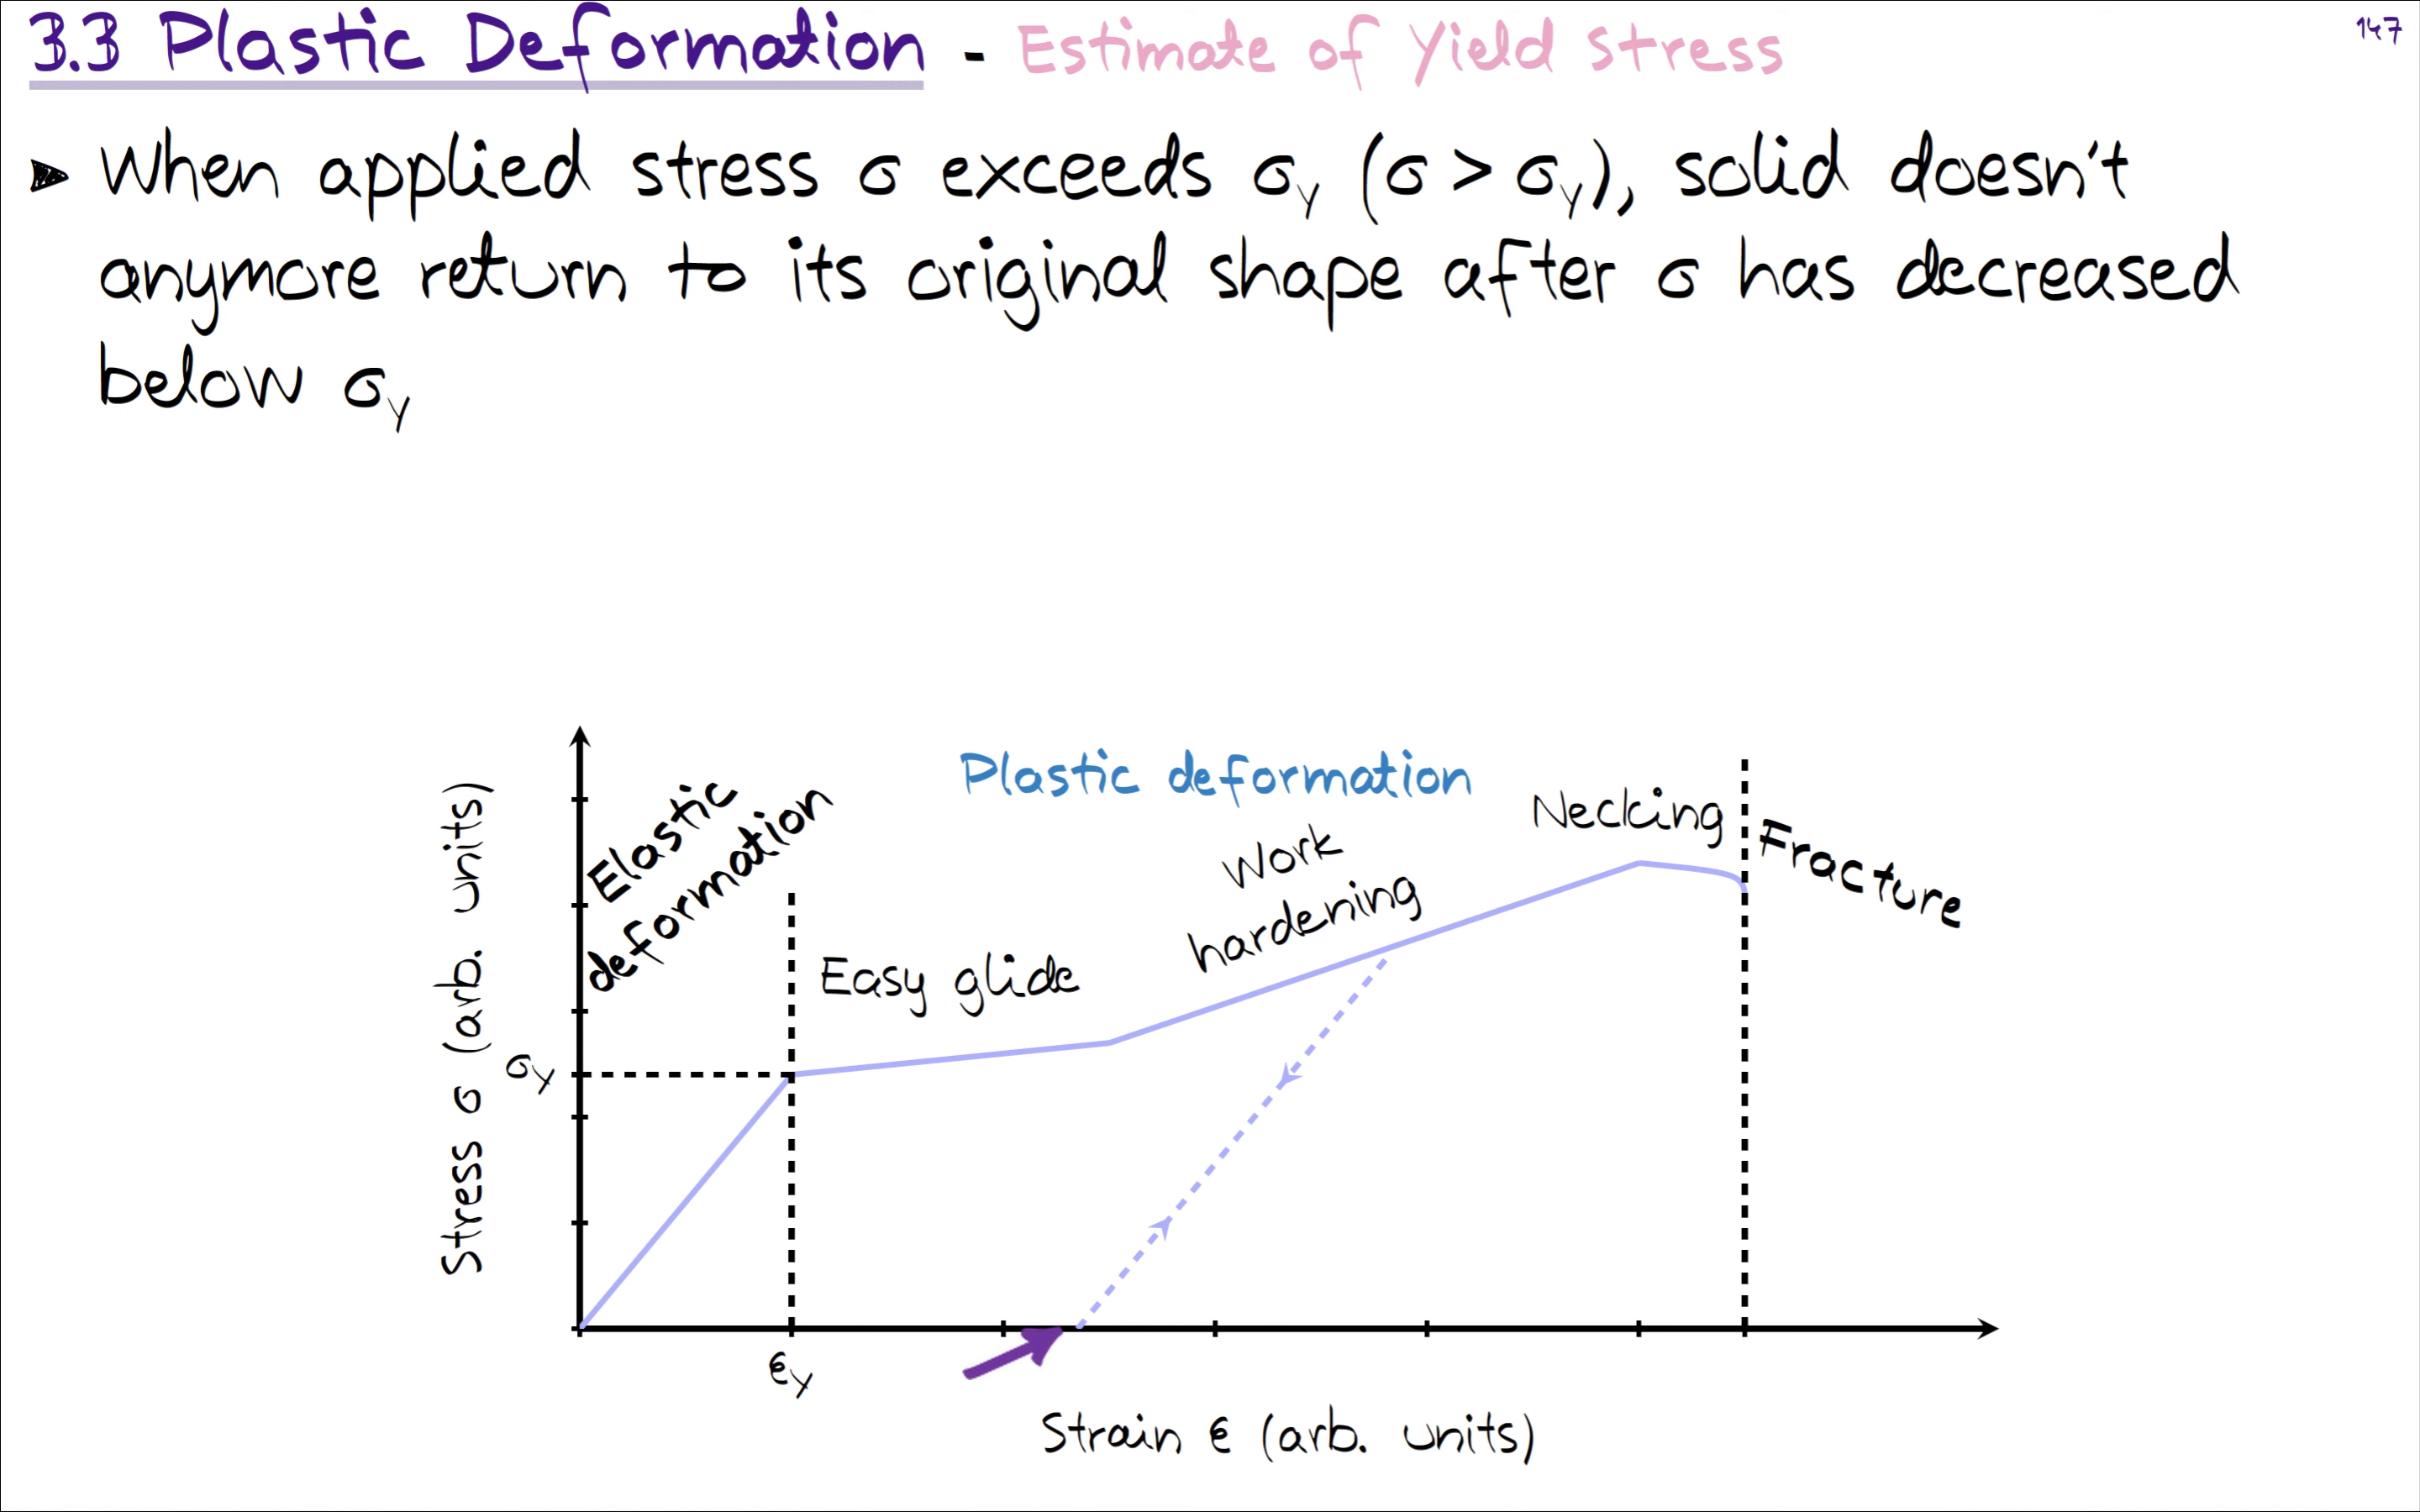 3.3 Plastic Deformation - Estimate of Yield Stress
147
When applied stress σ exceeds σ_Y (σ > σ_Y), solid doesn't
anymore return to its original shape after σ has decreased
below σ_Y
Plastic deformation
Elastic
deformation
Easy glide
Work
hardening
Necking
Fracture
Stress σ (arb. units)
σ_Y
ϵ_Y
Strain ϵ (arb. units)